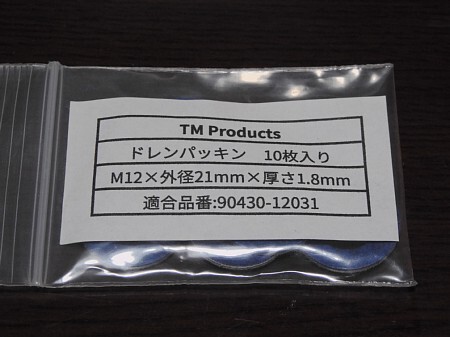 TM Products
ドレンパッキン　10枚入り
M12×外径21mm×厚さ1.8mm
適合品番:90430-12031